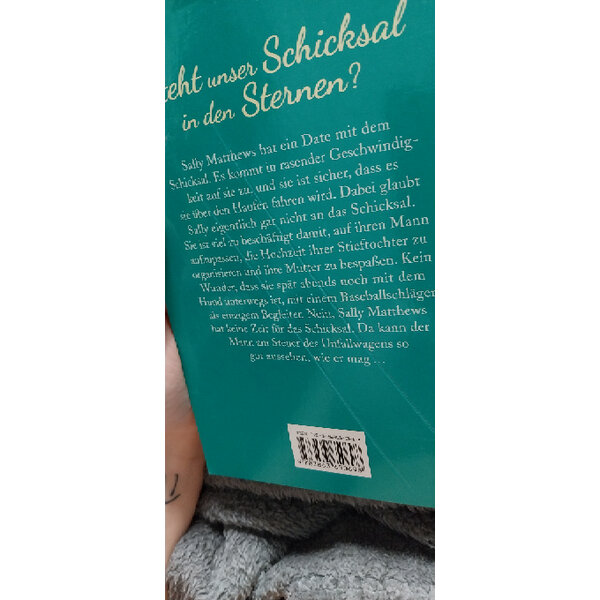 teht unser Schicksal
in den Sternen?
Sally Matthews hat ein Date mit dem
Schicksal. Es kommt in rasender Geschwindig-
keit auf sie zu, und sie ist sicher, dass es
sie über den Haufen fahren wird. Dabei glaubt
Sally eigentlich gar nicht an das Schicksal.
Sie ist viel zu beschäftigt damit, auf ihren Mann
aufzupassen, die Hochzeit ihrer Stieftochter zu
organisieren und ihre Mutter zu bespaßen. Kein
Wunder, dass sie spät abends noch mit dem
Hund unterwegs ist, mit einem Baseballschläger
als einzigem Begleiter. Nein, Sally Matthews
hat keine Zeit für das Schicksal. Da kann der
Mann am Steuer des Unfallwagens so
gut aussehen, wie er mag …